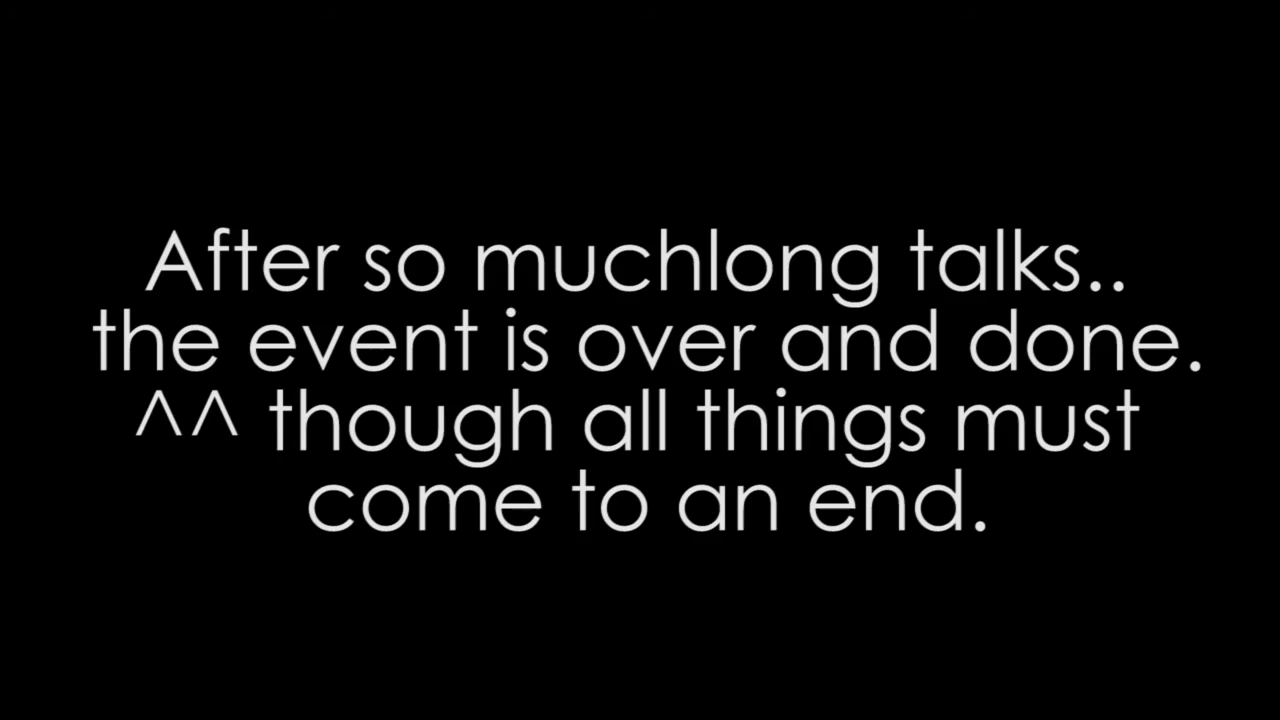 After so muchlong talks..
the event is over and done.
^^ though all things must
come to an end.